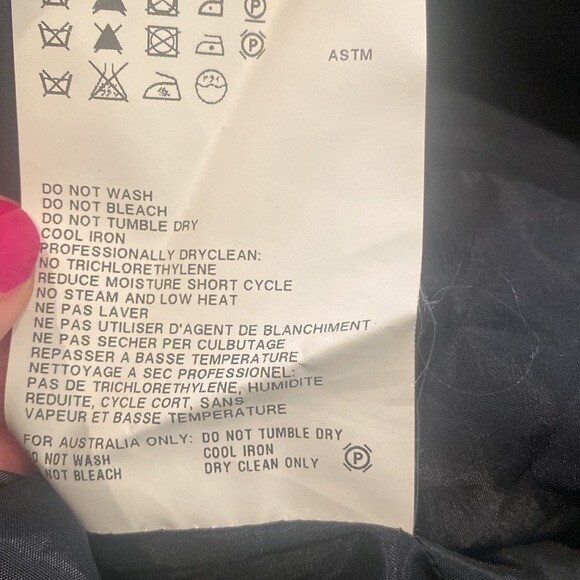 P
P
ASTM
ドライ
DO NOT WASH
DO NOT BLEACH
DO NOT TUMBLE DRY
COOL IRON
PROFESSIONALLY DRYCLEAN:
NO TRICHLORETHYLENE
REDUCE MOISTURE SHORT CYCLE
NO STEAM AND LOW HEAT
NE PAS LAVER
NE PAS UTILISER D'AGENT DE BLANCHIMENT
NE PAS SECHER PER CULBUTAGE
REPASSER A BASSE TEMPERATURE
NETTOYAGE A SEC PROFESSIONEL:
PAS DE TRICHLORETHYLENE, HUMIDITE
REDUITE, CYCLE CORT, SANS
VAPEUR ET BASSE TEMPERATURE
FOR AUSTRALIA ONLY: DO NOT TUMBLE DRY
NOT WASH COOL IRON P
NOT BLEACH DRY CLEAN ONLY